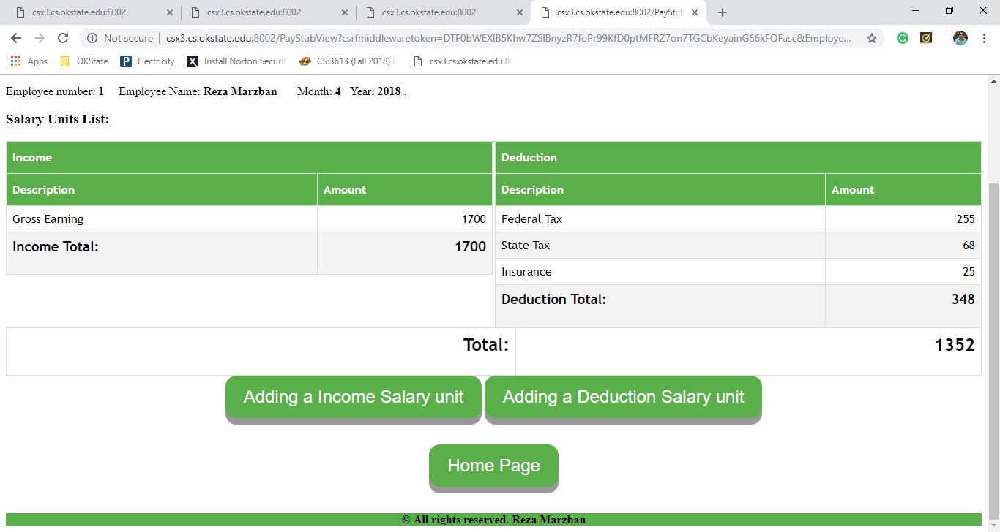 csx3.cs.okstate.edu:8002 csx3.cs.okstate.edu:8002 csx3.cs.okstate.edu:8002 csx3.cs.okstate.edu:8002/PayStub
Not secure csx3.cs.okstate.edu:8002/PayStubView?csrfmiddlewaretoken=DTF0bWEXlB5Khw7ZSlBnyzR7foPr99KfD0ptMFRZ7on7TGCbKeyainG66kFOFasc&Employe...
Apps OKState P Electricity X Install Norton Securit CS 3613 (Fall 2018) H csx3.cs.okstate.edu:80
Employee number: 1 Employee Name: Reza Marzban Month: 4 Year: 2018 .
Salary Units List:
Income Deduction
Description Amount Description Amount
Gross Earning 1700 Federal Tax 255
Income Total: 1700 State Tax 68
Insurance 25
Deduction Total: 348
Total: 1352
Adding a Income Salary unit Adding a Deduction Salary unit
Home Page
© All rights reserved. Reza Marzban